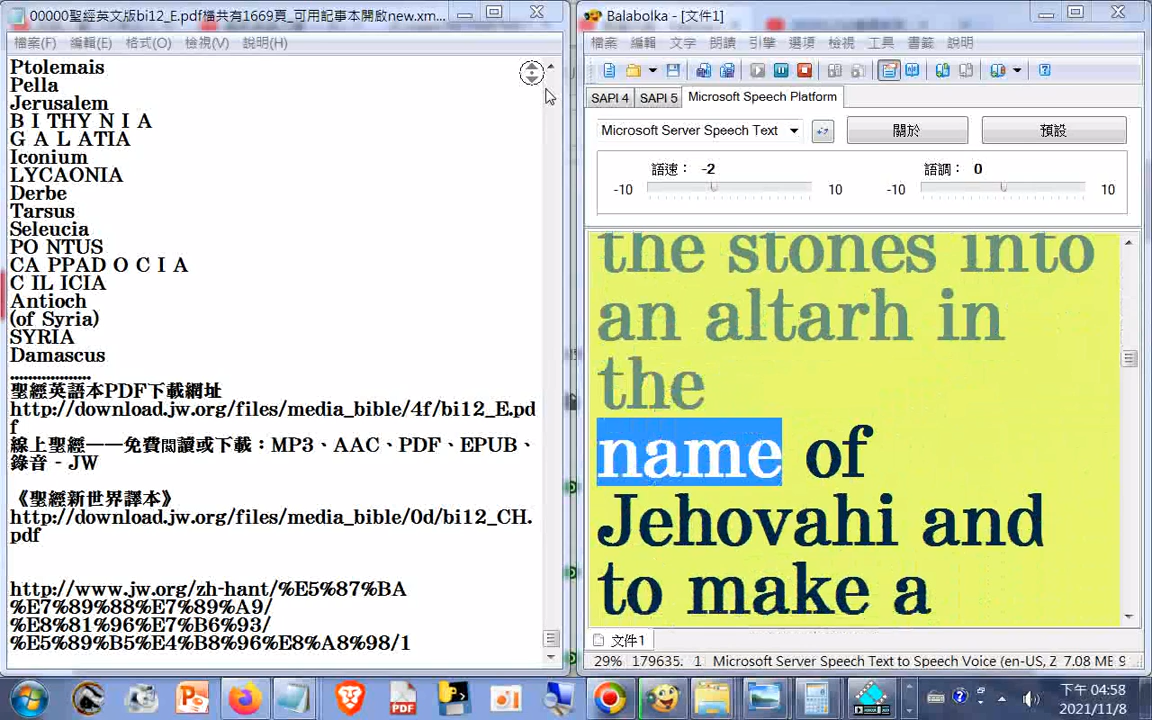 00000聖經英文版bi12_E.pdf檔共有1669頁_可用記事本開啟new.xm...
檔案(F) 編輯(E) 格式(O) 檢視(V) 說明(H)
Ptolemais
Pella
Jerusalem
B I THY N I A
G A L ATIA
Iconium
LYCAONIA
Derbe
Tarsus
Seleucia
PO NTUS
CA PPAD O C I A
C IL ICIA
Antioch
(of Syria)
SYRIA
Damascus
..................
聖經英語本PDF下載網址
http://download.jw.org/files/media_bible/4f/bi12_E.pd
f
線上聖經——免費閱讀或下載：MP3、AAC、PDF、EPUB、
錄音 - JW
《聖經新世界譯本》
http://download.jw.org/files/media_bible/0d/bi12_CH.
pdf
http://www.jw.org/zh-hant/%E5%87%BA
%E7%89%88%E7%89%A9/
%E8%81%96%E7%B6%93/
%E5%89%B5%E4%B8%96%E8%A8%98/1
Balabolka - [文件1]
檔案 編輯 文字 朗讀 引擎 選項 檢視 工具 書籤 說明
SAPI 4 SAPI 5 Microsoft Speech Platform
Microsoft Server Speech Text 關於 預設
語速： -2 語調： 0
-10 10 -10 10
the stones into
an altarh in
the
name of
Jehovahi and
to make a
文件1
29% 179635. 1 Microsoft Server Speech Text to Speech Voice (en-US, Z 7.08 MB 9
PDF
下午 04:58
2021/11/8